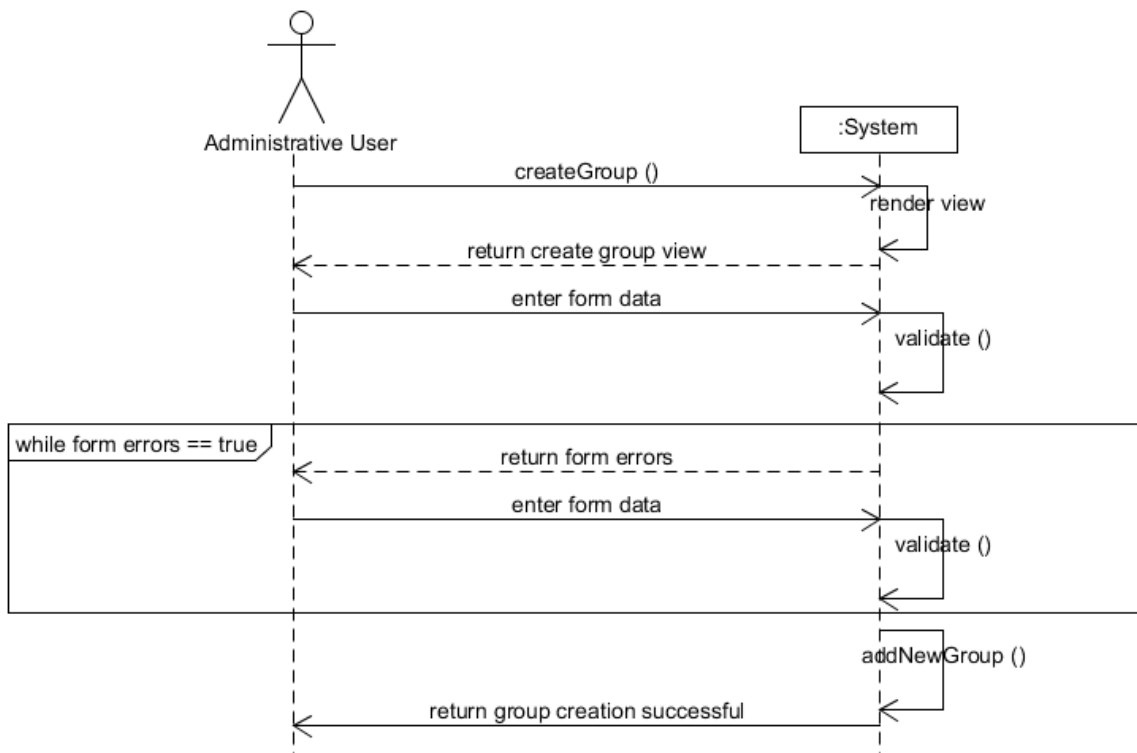 Administrative User
:System
createGroup ()
render view
return create group view
enter form data
validate ()
while form errors == true
return form errors
enter form data
validate ()
addNewGroup ()
return group creation successful